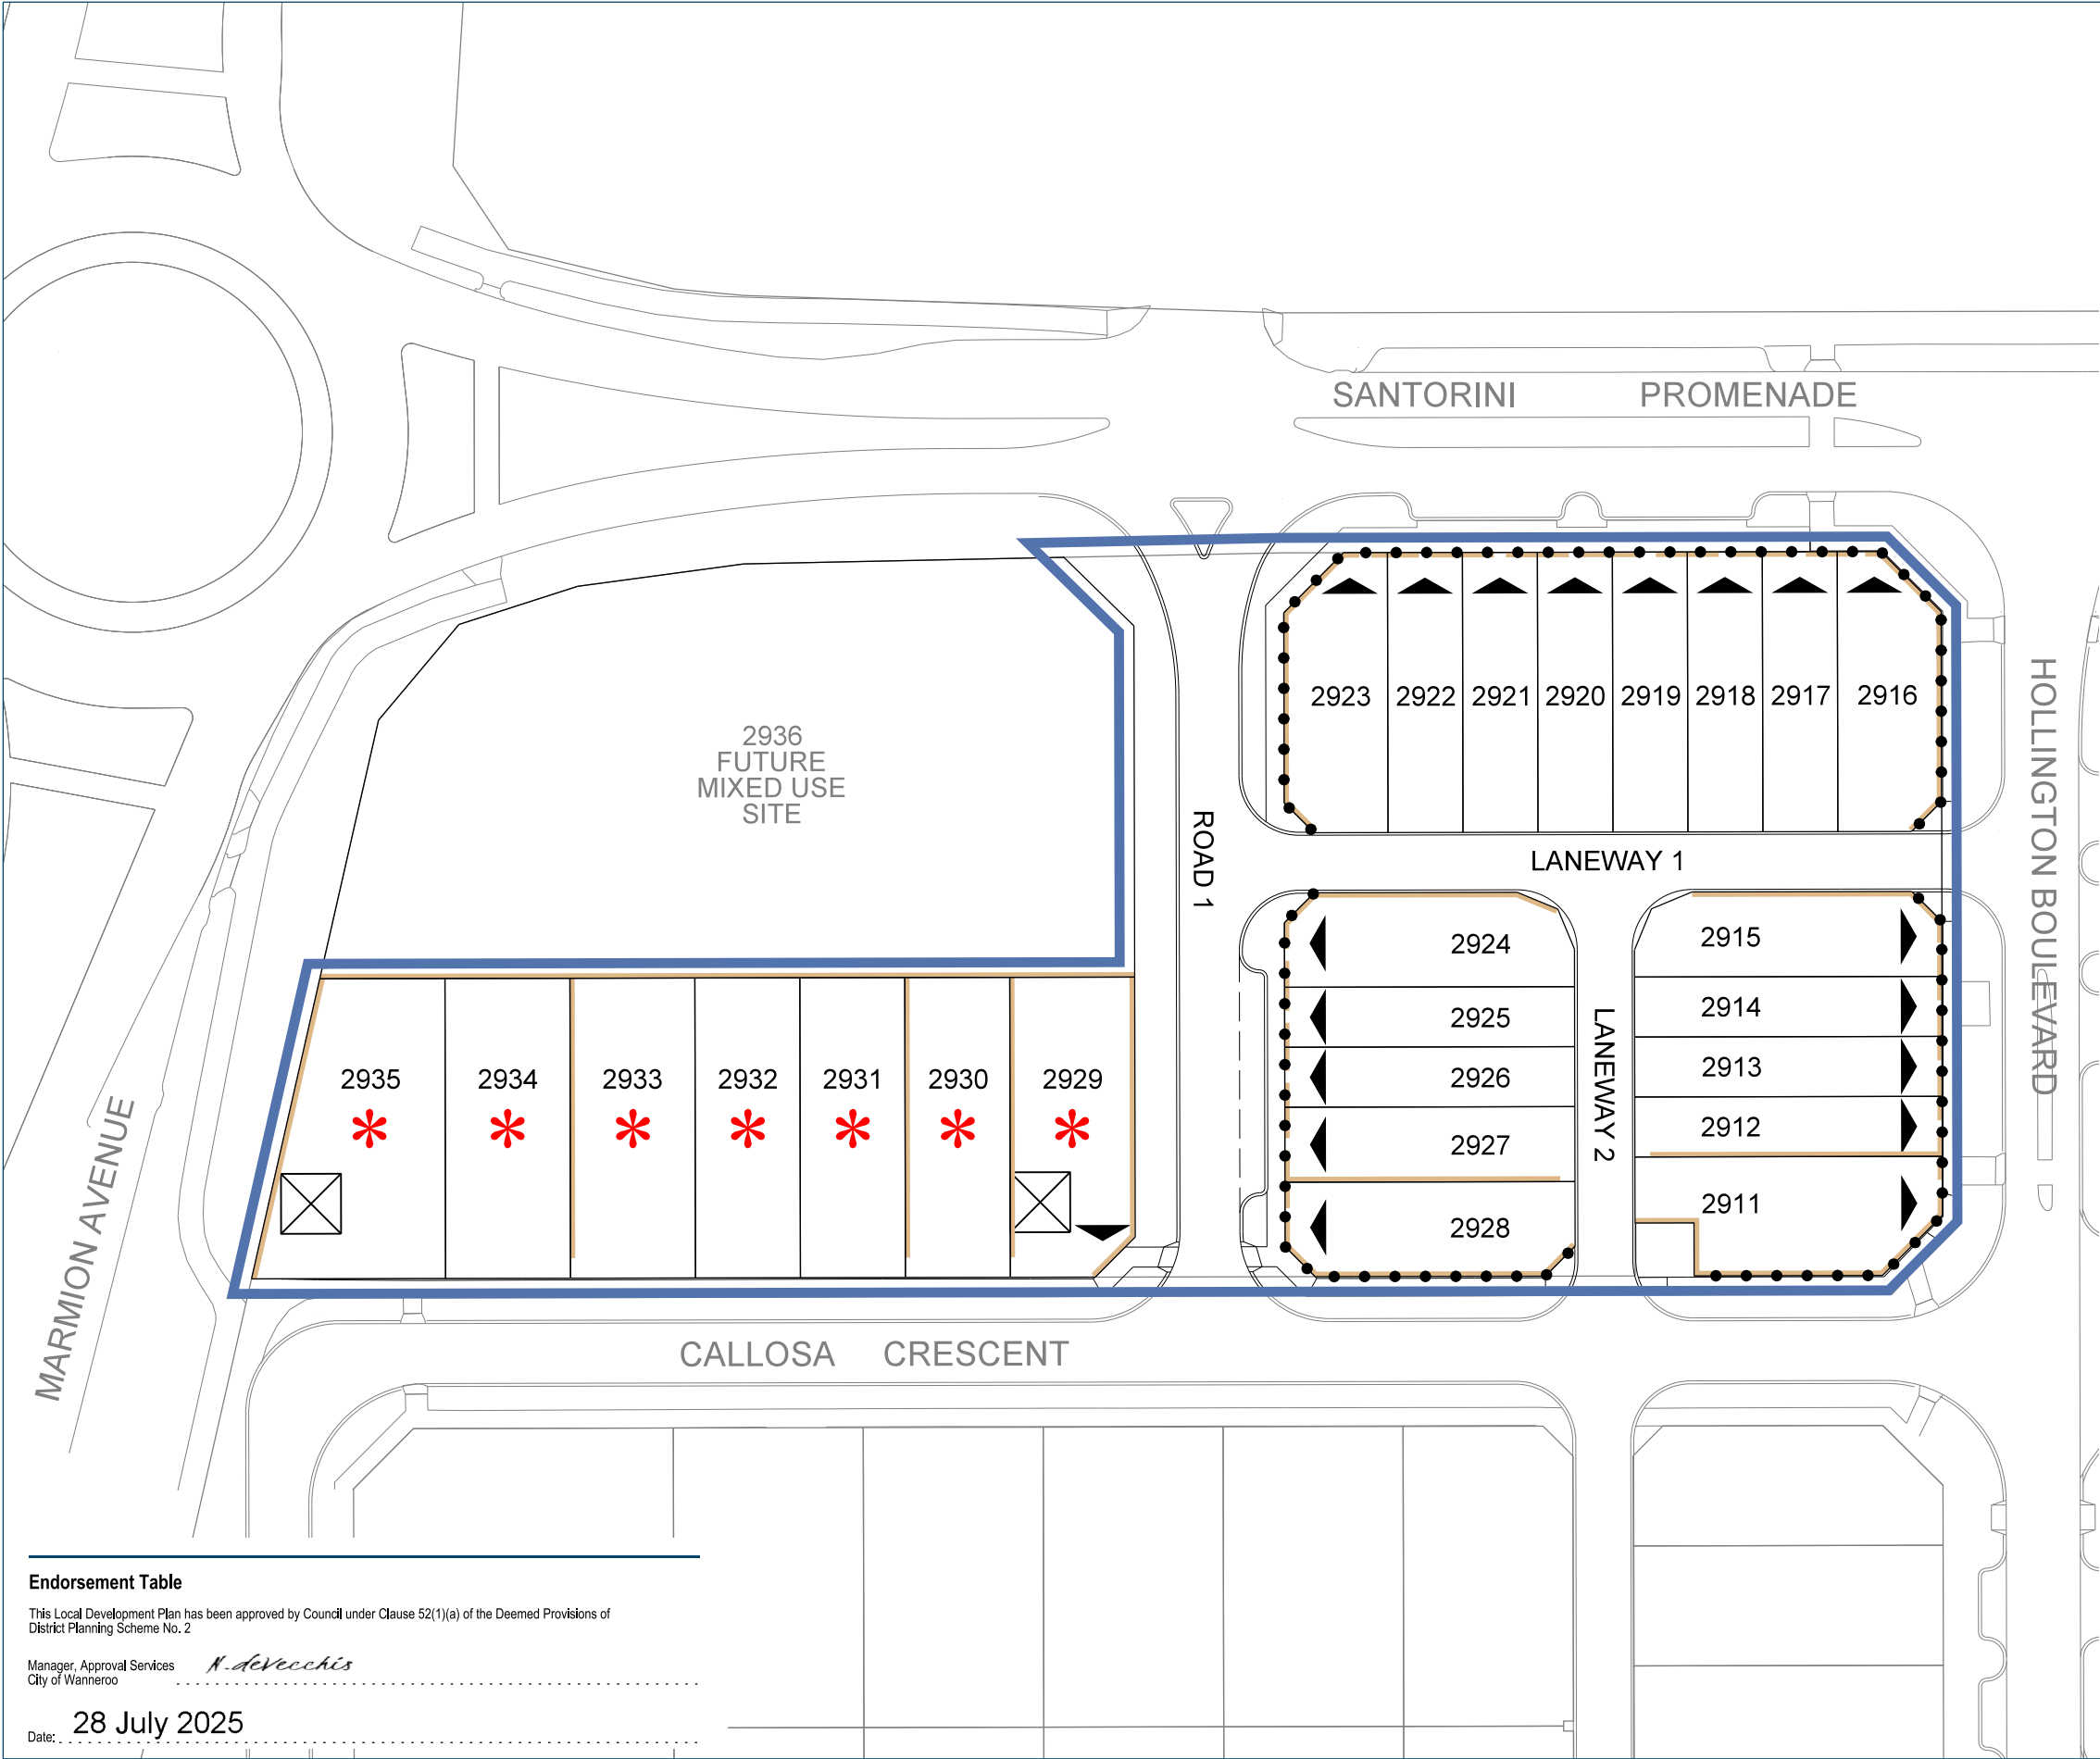 SANTORINI PROMENADE
2923 2922 2921 2920 2919 2918 2917 2916
HOLLINGTON BOULEVARD
2936
FUTURE
MIXED USE
SITE
ROAD 1
LANEWAY 1
2924
2915
2925
2914
2926
2913
2927
2912
2928
2911
LANEWAY 2
2935 2934 2933 2932 2931 2930 2929
* * * * * * *
MARMION AVENUE
CALLOSA CRESCENT
Endorsement Table
This Local Development Plan has been approved by Council under Clause 52(1)(a) of the Deemed Provisions of
District Planning Scheme No. 2
Manager, Approval Services N. deVecchis
City of Wanneroo
Date: 28 July 2025